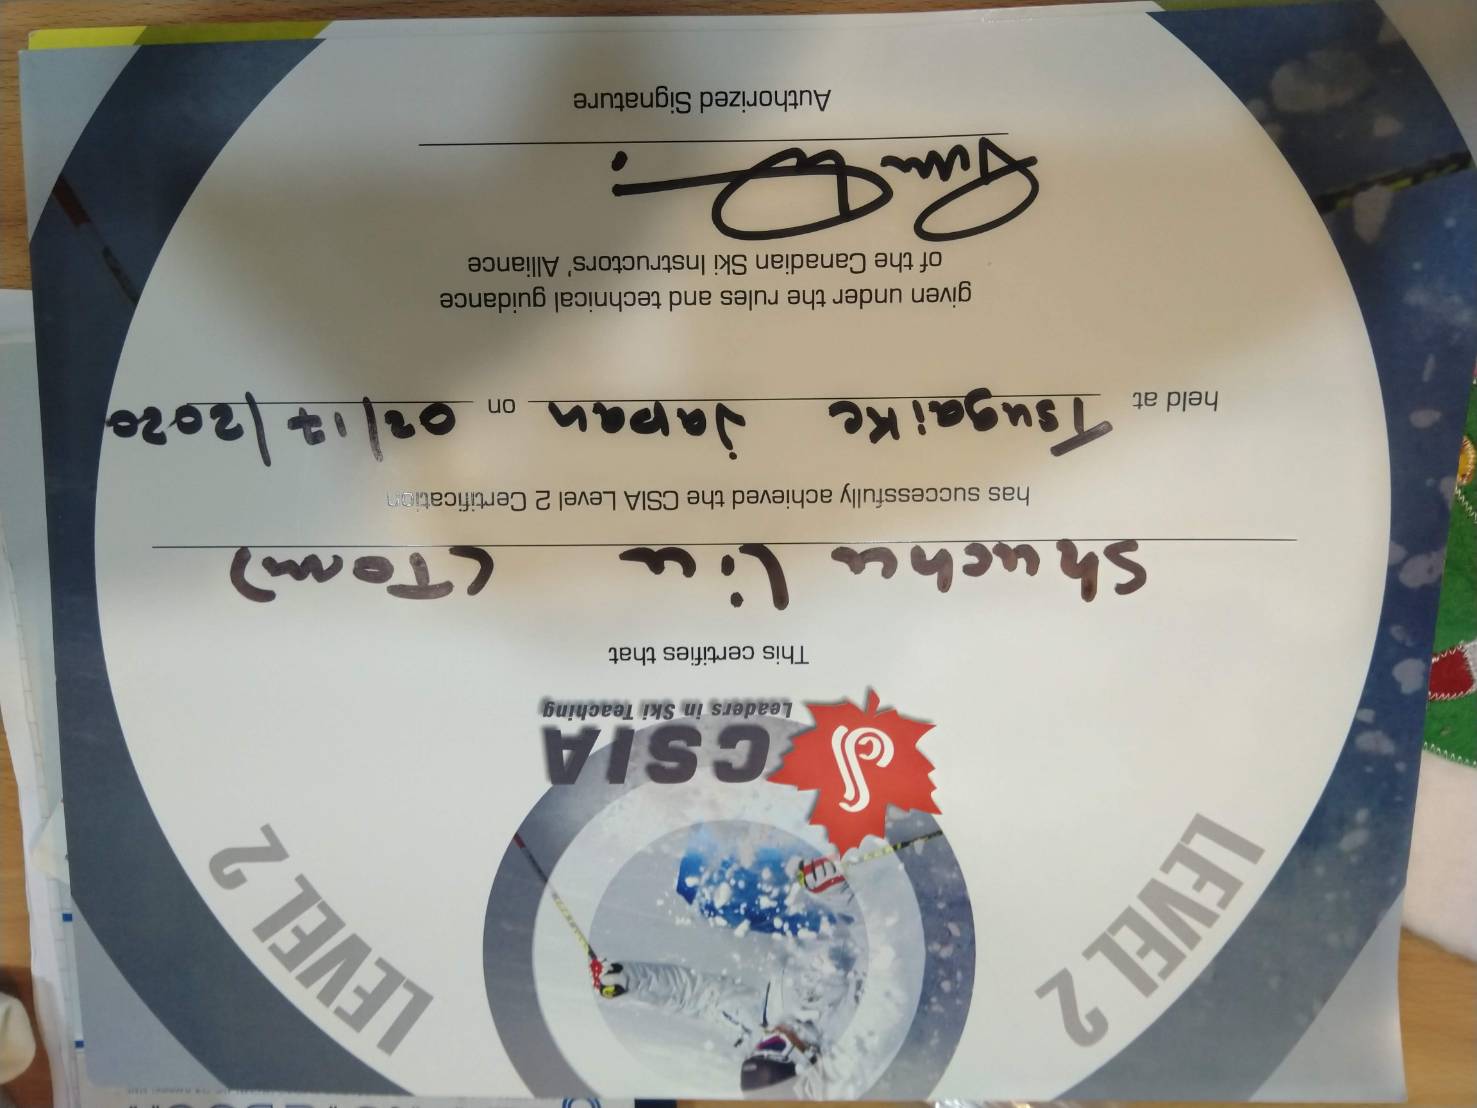 LEVEL 2
LEVEL 2
CSIA
Leaders in Ski Teaching
This certifies that
Shuchu Liu (Tom)
has successfully achieved the CSIA Level 2 Certification
held at Tsugaike Japan on 02/17/2020
given under the rules and technical guidance
of the Canadian Ski Instructors' Alliance
Authorized Signature